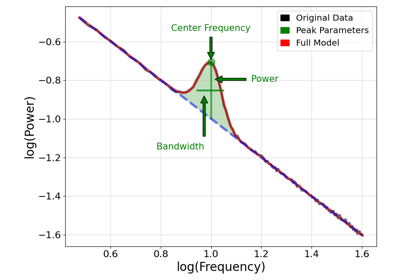 Center Frequency
Original Data
Peak Parameters
Full Model
Power
Bandwidth
−0.6
−0.8
−1.0
−1.2
−1.4
−1.6
log(Power)
0.6
0.8
1.0
1.2
1.4
1.6
log(Frequency)